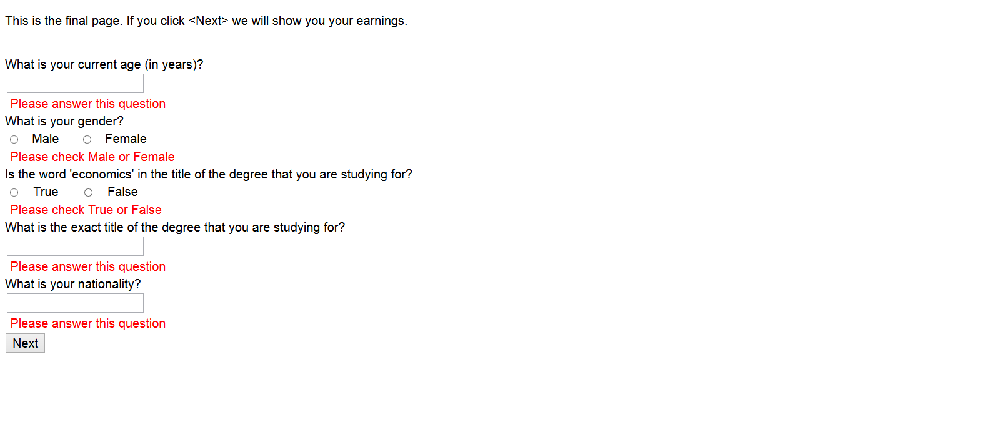 This is the final page. If you click <Next> we will show you your earnings.
What is your current age (in years)?
Please answer this question
What is your gender?
Male Female
Please check Male or Female
Is the word 'economics' in the title of the degree that you are studying for?
True False
Please check True or False
What is the exact title of the degree that you are studying for?
Please answer this question
What is your nationality?
Please answer this question
Next